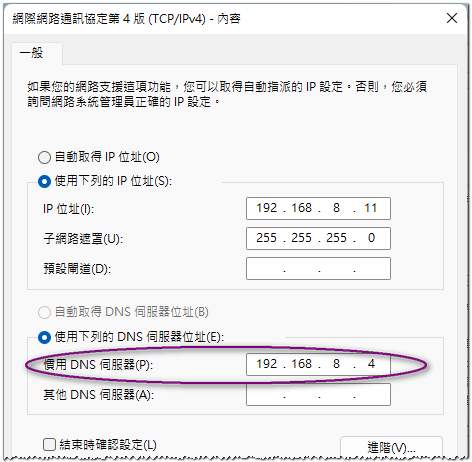 網際網路通訊協定第 4 版 (TCP/IPv4) - 內容
一般
如果您的網路支援這項功能，您可以取得自動指派的 IP 設定。否則，您必須
詢問網路系統管理員正確的 IP 設定。
自動取得 IP 位址(O)
使用下列的 IP 位址(S):
IP 位址(I): 192 . 168 . 8 . 11
子網路遮罩(U): 255 . 255 . 255 . 0
預設閘道(D): . . .
自動取得 DNS 伺服器位址(B)
使用下列的 DNS 伺服器位址(E):
慣用 DNS 伺服器(P): 192 . 168 . 8 . 4
其他 DNS 伺服器(A): . . .
結束時確認設定(L)
進階(V)...